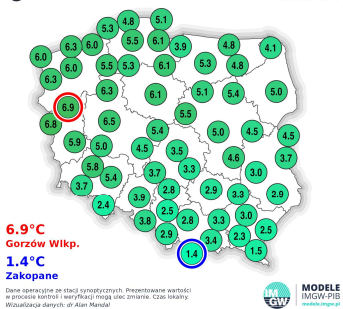 4.8 5.1
5.3
6.3 6.0 5.5 6.1 3.9 4.8 4.1
6.0
6.3 6.0 5.5 5.3 6.1 5.3 4.8
6.3 6.1 5.1 5.4 5.0
6.9
6.8 6.5 5.5
5.4 5.0 4.5 4.5
5.9 5.0 4.5 3.5 4.6 3.7
5.8 5.4 3.7 3.3 3.0
3.7 2.8 2.9 3.3 2.9
2.4 3.9
3.8 2.5 2.8 3.3 3.0
2.9 3.4 2.3 2.5
1.4 1.5
6.9°C
Gorzów Wlkp.
1.4°C
Zakopane
Dane operacyjne ze stacji synoptycznych. Prezentowane wartości
w procesie kontroli i weryfikacji mogą ulec zmianie. Czas lokalny.
Wizualizacja danych: dr Alan Mandal
IM
GW
MODELE
IMGW-PIB
modele.imgw.pl